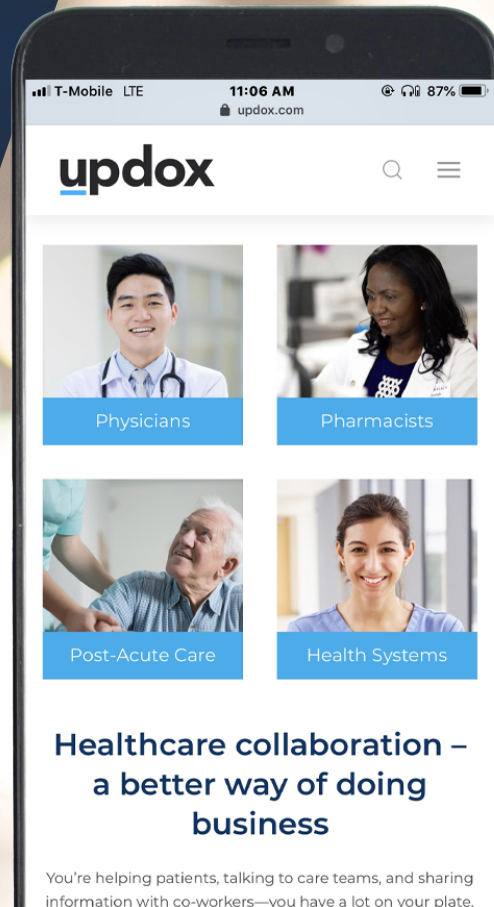 T-Mobile LTE 11:06 AM 87%
updox.com
updox
Physicians Pharmacists
Post-Acute Care Health Systems
Healthcare collaboration –
a better way of doing
business
You're helping patients, talking to care teams, and sharing
information with co-workers—you have a lot on your plate.